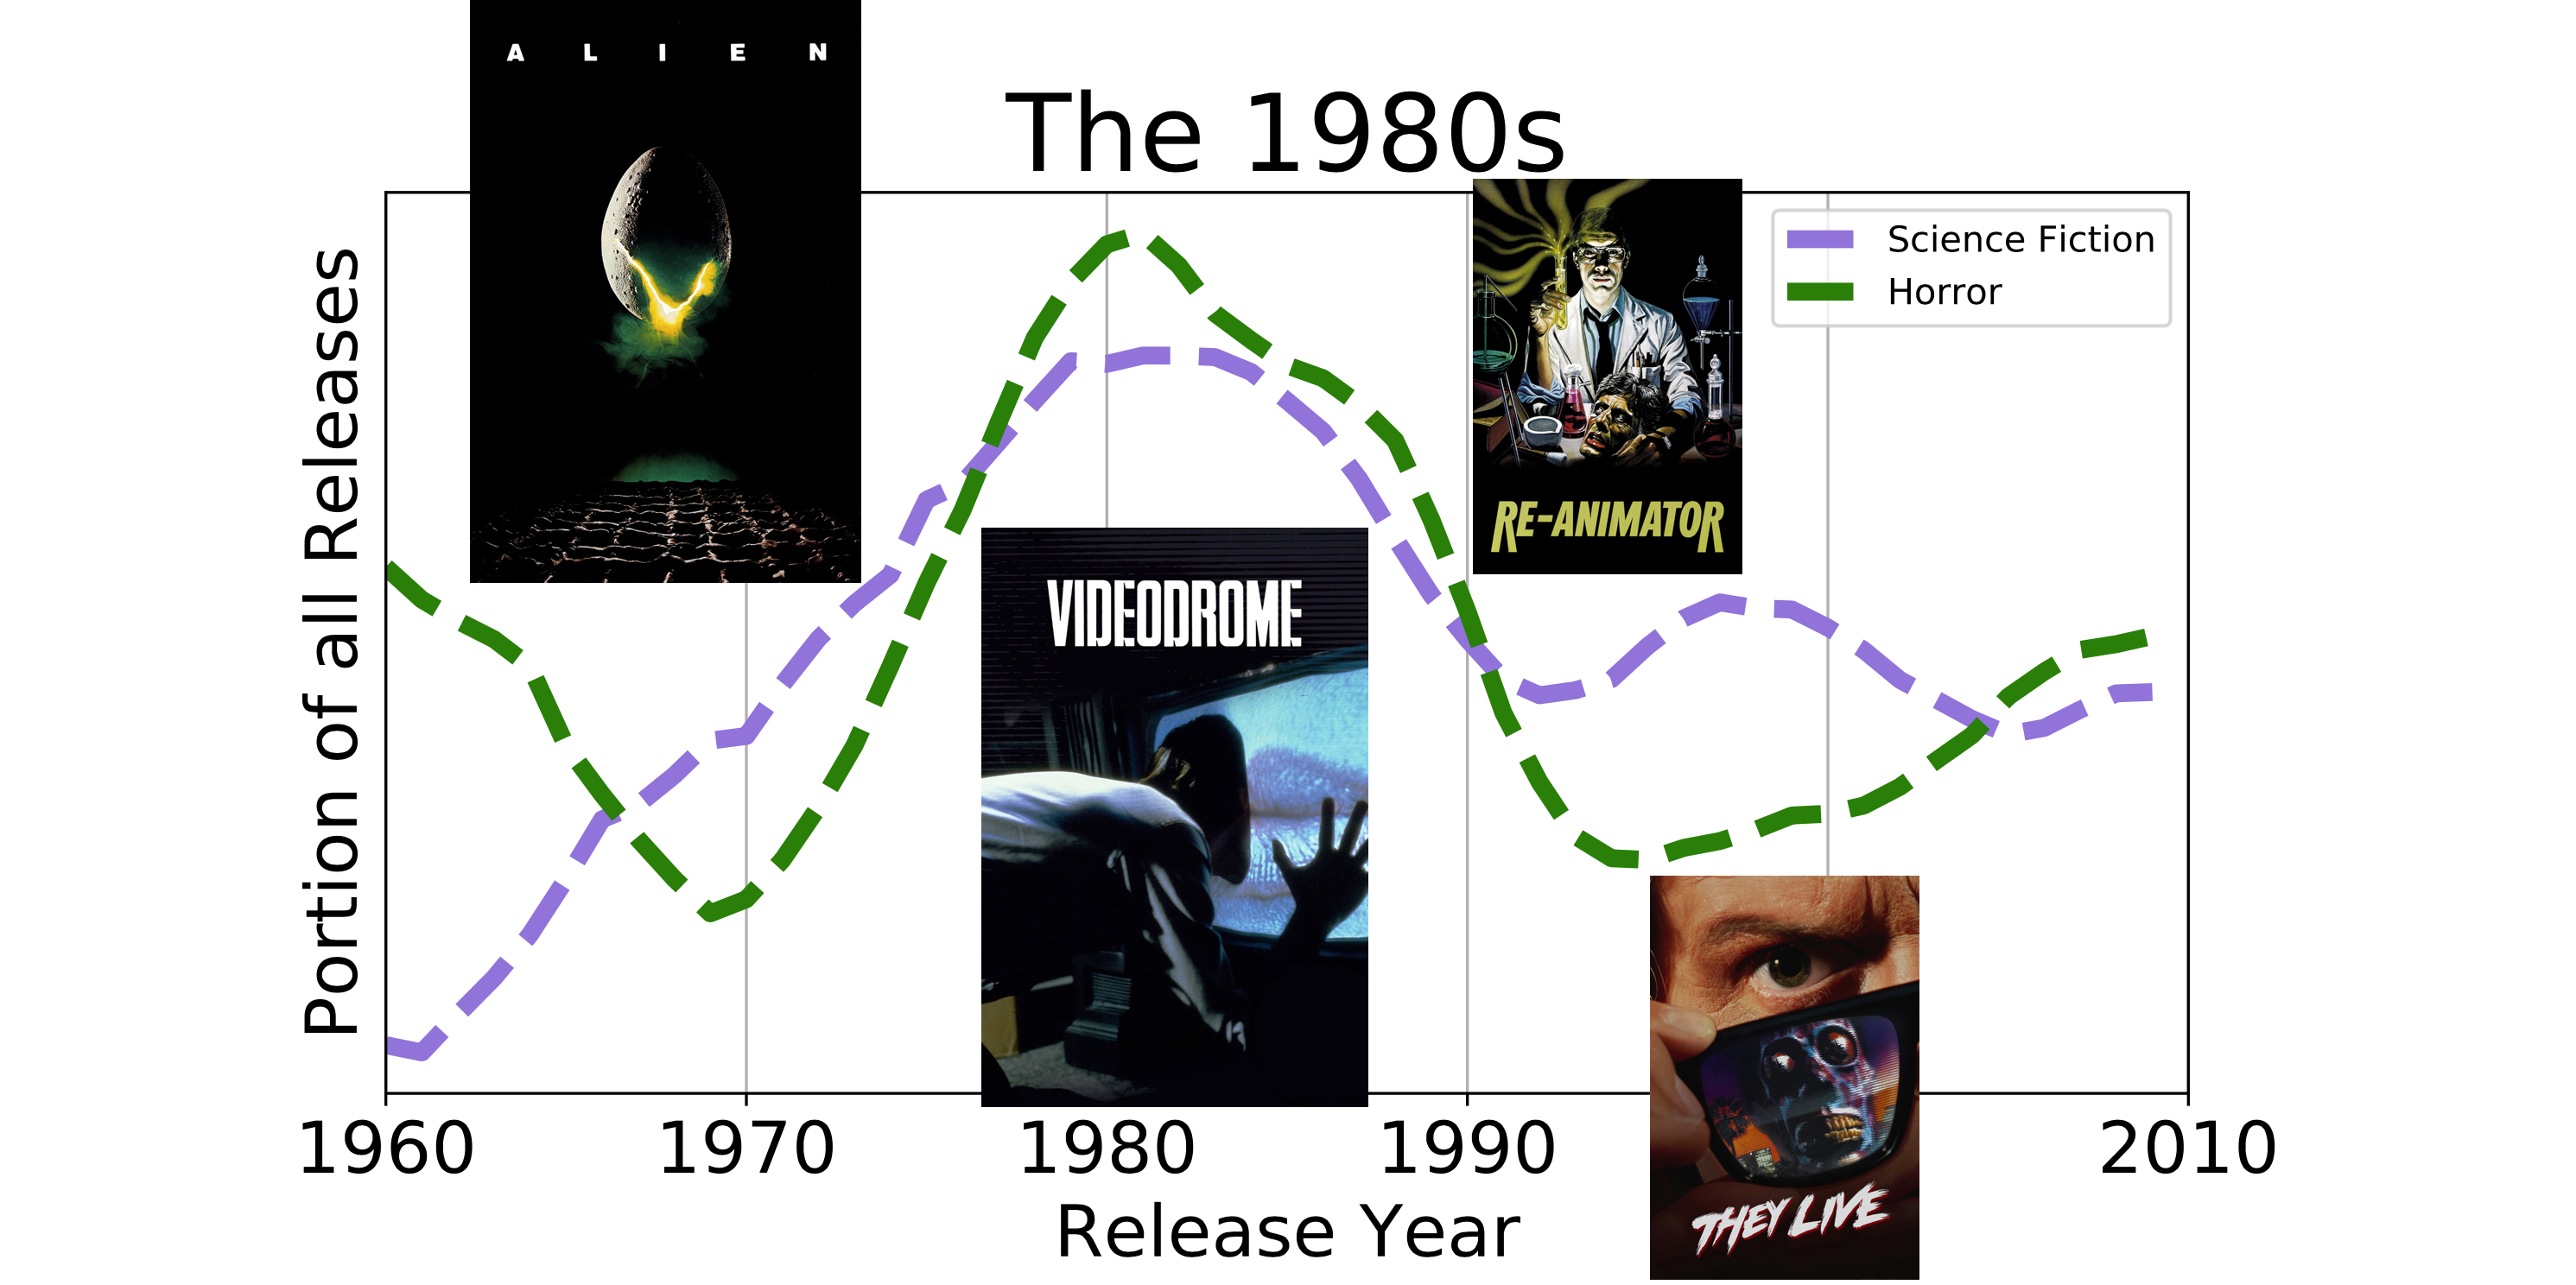 A L I E N
The 1980s
Science Fiction
Horror
Portion of all Releases
RE-ANIMATOR
VIDEODROME
THEY LIVE
1960
1970
1980
1990
2010
Release Year